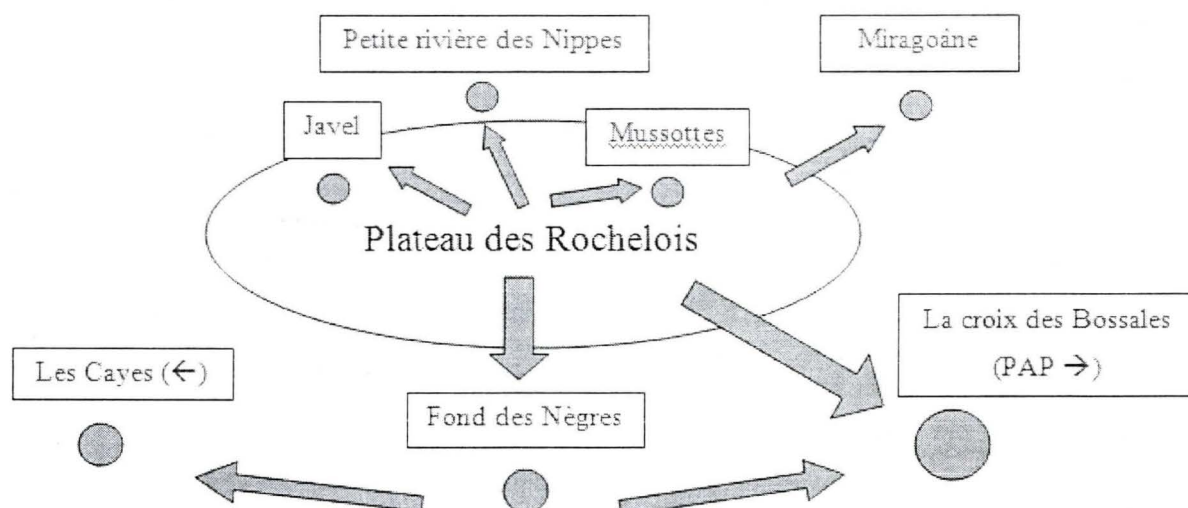 Petite rivière des Nippes
Miragoâne
Javel
Mussottes
Plateau des Rochelois
La croix des Bossales
(PAP →)
Les Cayes (←)
Fond des Nègres